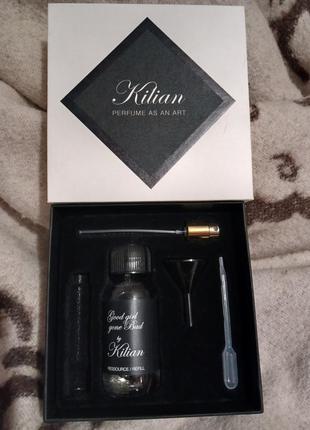 Kilian
PERFUME AS AN ART
Good girl
gone Bad
by
Kilian
RESSOURCE / REFILL